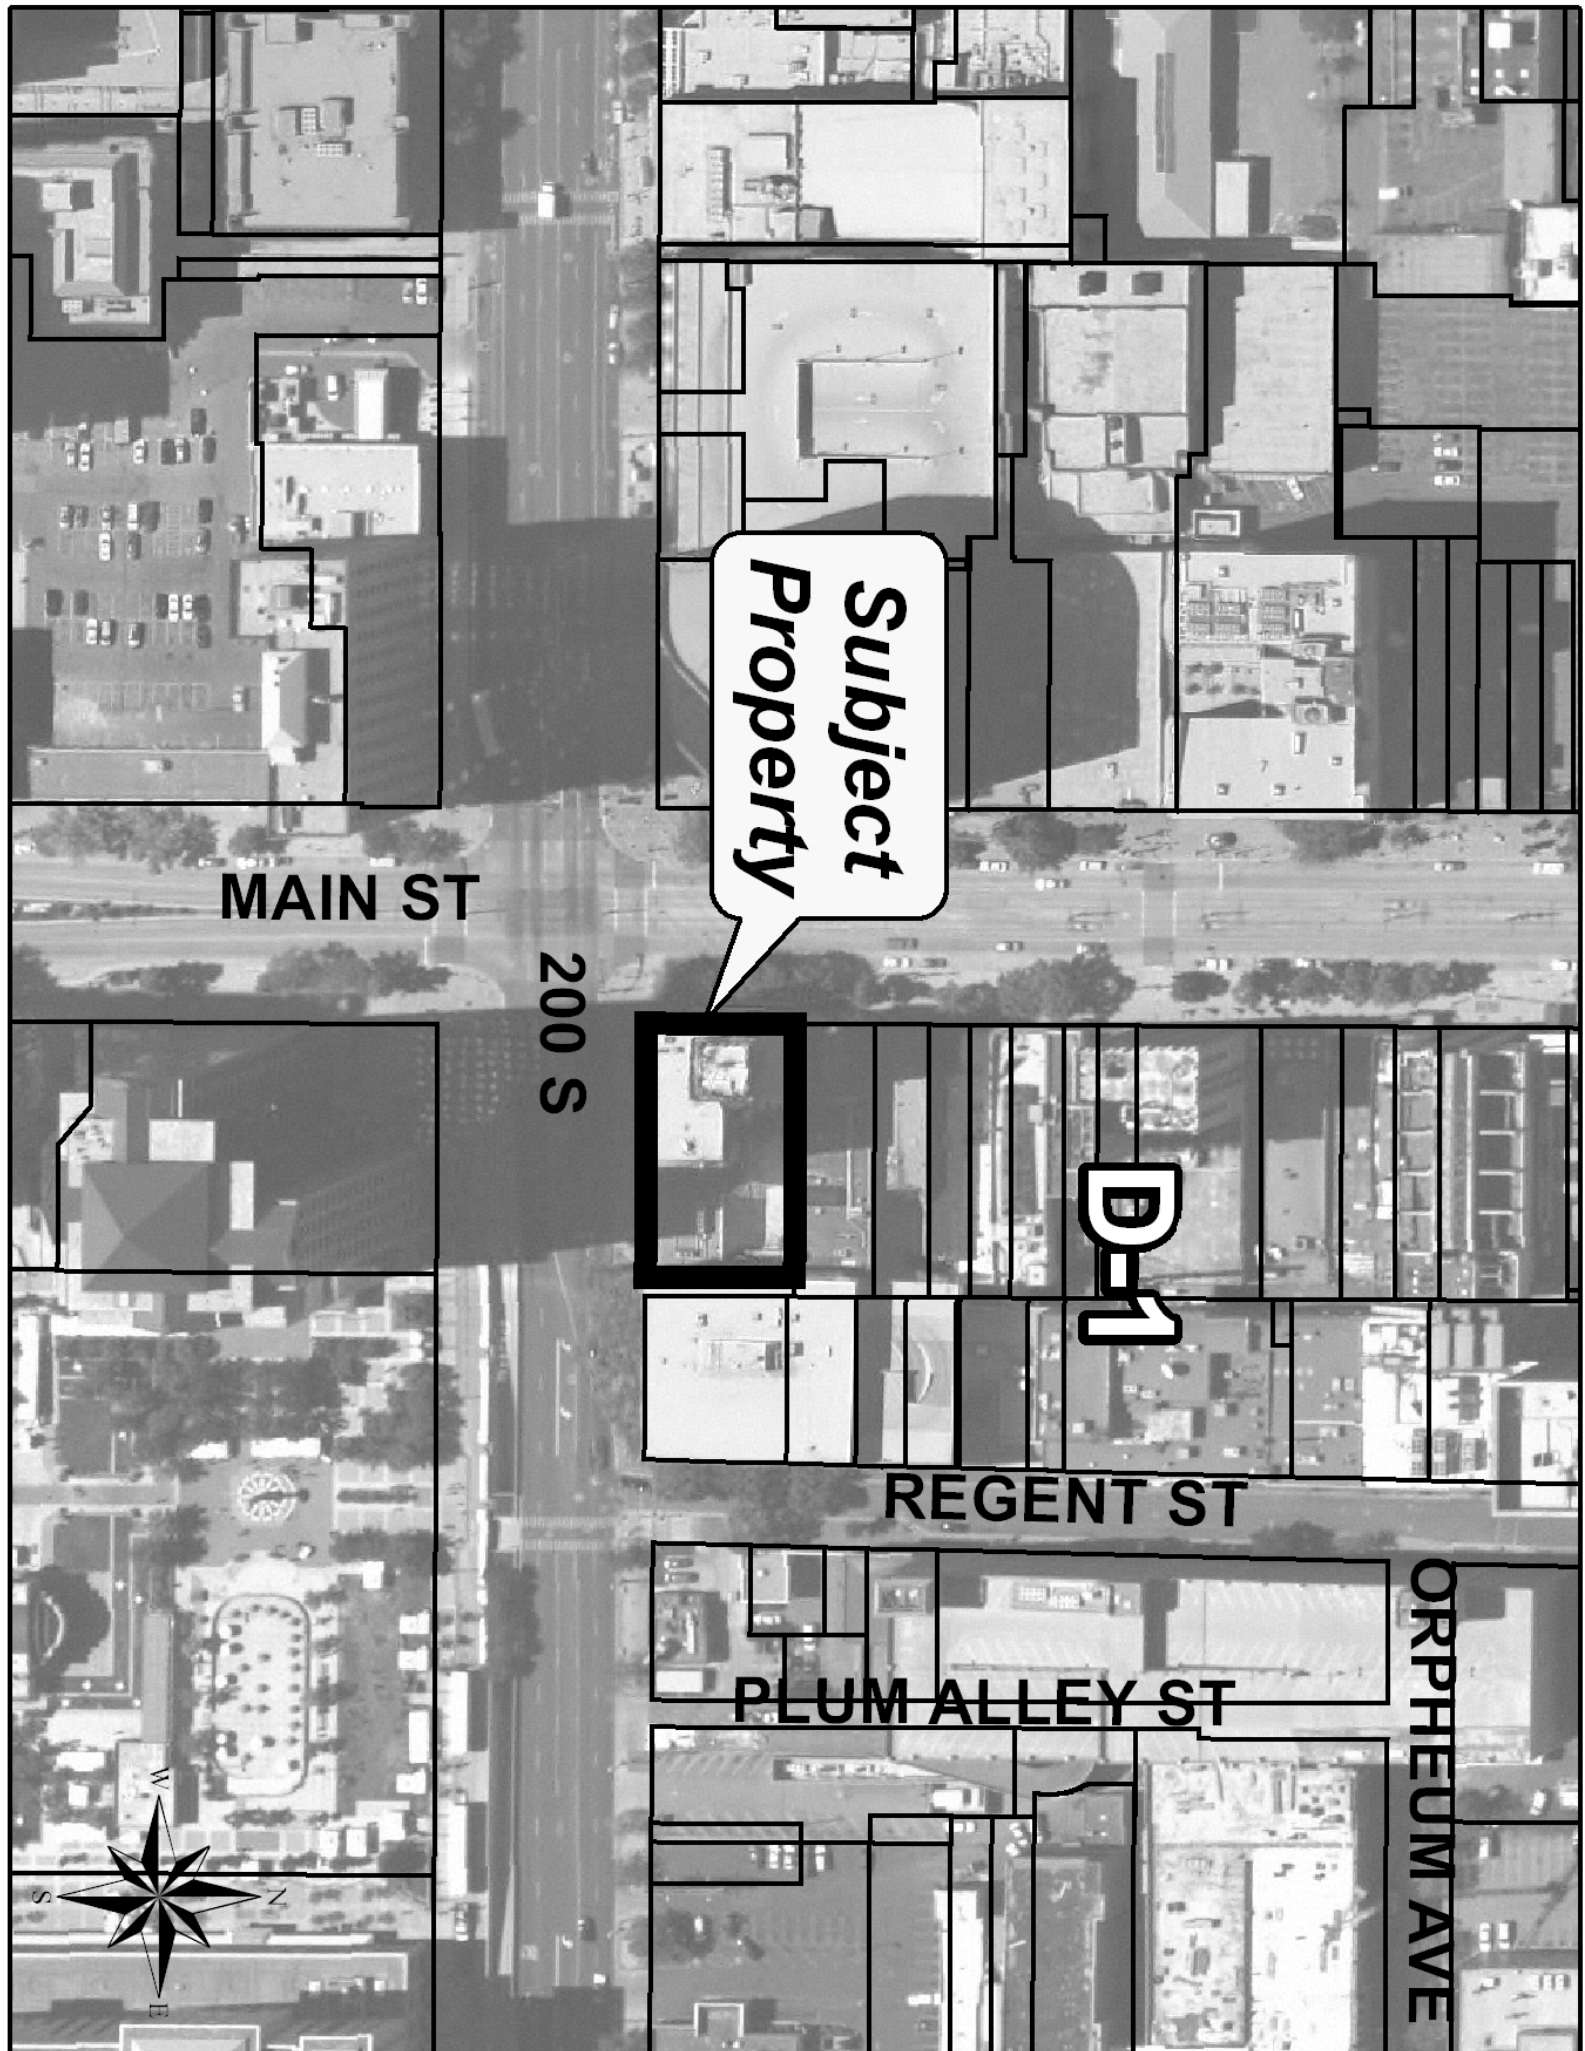 Subject
Property
MAIN ST
200 S
D-1
REGENT ST
PLUM ALLEY ST
ORPHEUM AVE
W
N
S
E